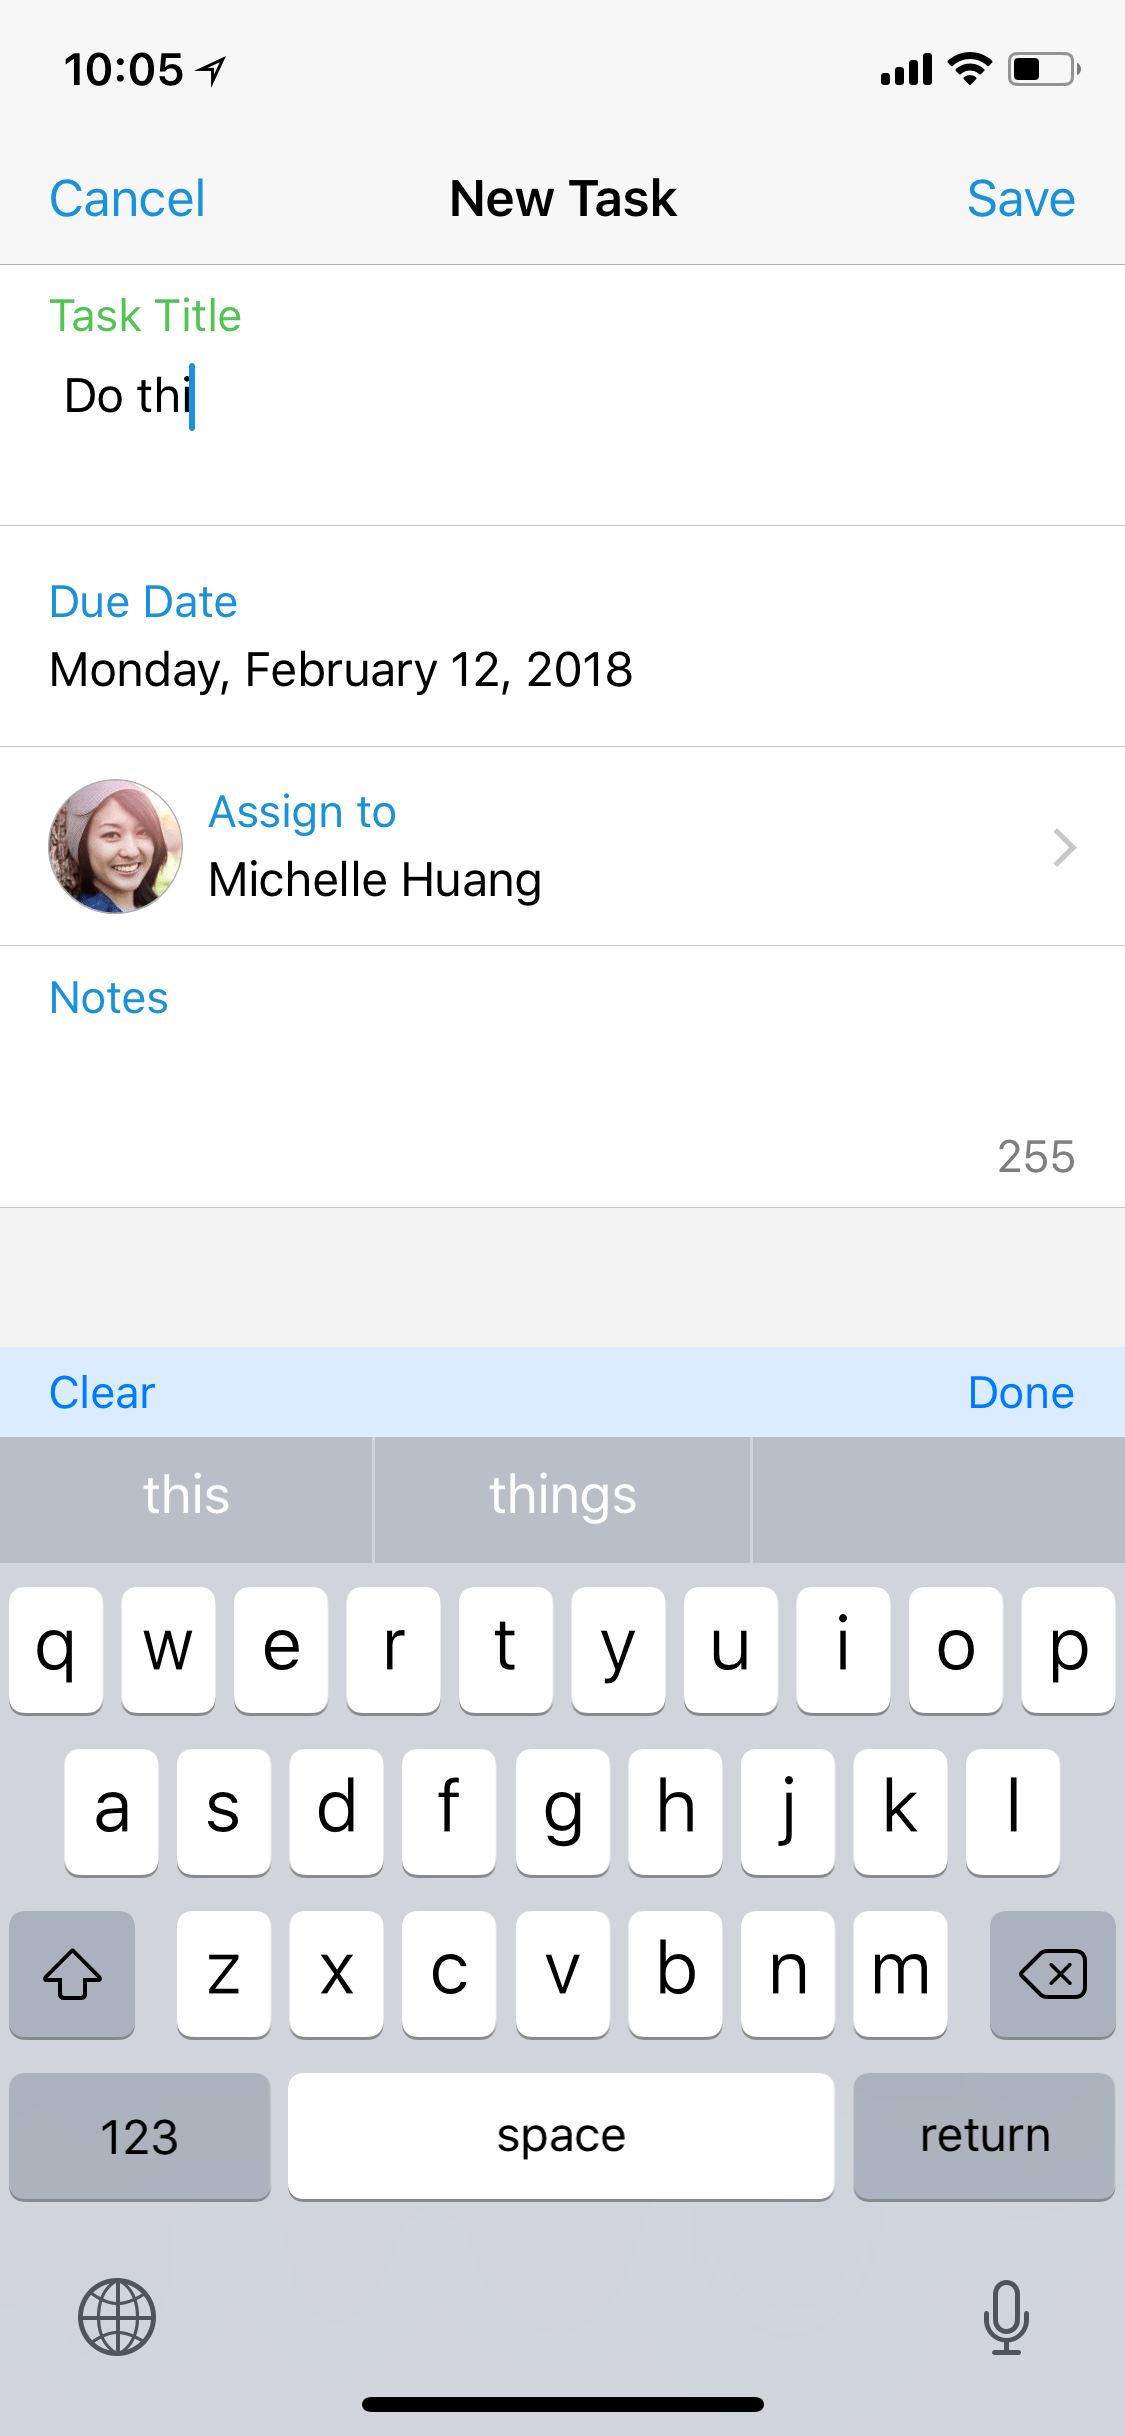 10:05
Cancel New Task Save
Task Title
Do thi
Due Date
Monday, February 12, 2018
Assign to
Michelle Huang
Notes
255
Clear Done
this things
q w e r t y u i o p
a s d f g h j k l
z x c v b n m
123 space return